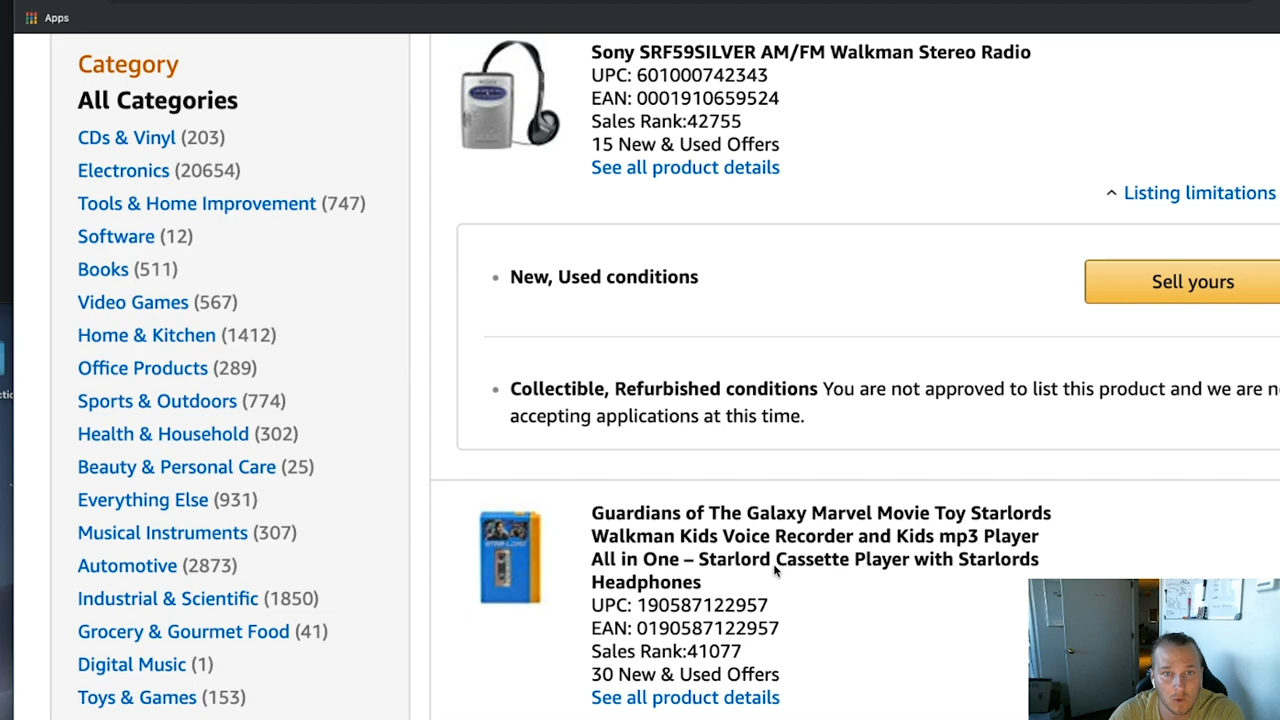 Apps
Category
All Categories
CDs & Vinyl (203)
Electronics (20654)
Tools & Home Improvement (747)
Software (12)
Books (511)
Video Games (567)
Home & Kitchen (1412)
Office Products (289)
Sports & Outdoors (774)
Health & Household (302)
Beauty & Personal Care (25)
Everything Else (931)
Musical Instruments (307)
Automotive (2873)
Industrial & Scientific (1850)
Grocery & Gourmet Food (41)
Digital Music (1)
Toys & Games (153)
Sony SRF59SILVER AM/FM Walkman Stereo Radio
UPC: 601000742343
EAN: 0001910659524
Sales Rank:42755
15 New & Used Offers
See all product details
Listing limitations
New, Used conditions
Sell yours
Collectible, Refurbished conditions You are not approved to list this product and we are
accepting applications at this time.
Guardians of The Galaxy Marvel Movie Toy Starlords
Walkman Kids Voice Recorder and Kids mp3 Player
All in One – Starlord Cassette Player with Starlords
Headphones
UPC: 190587122957
EAN: 0190587122957
Sales Rank:41077
30 New & Used Offers
See all product details